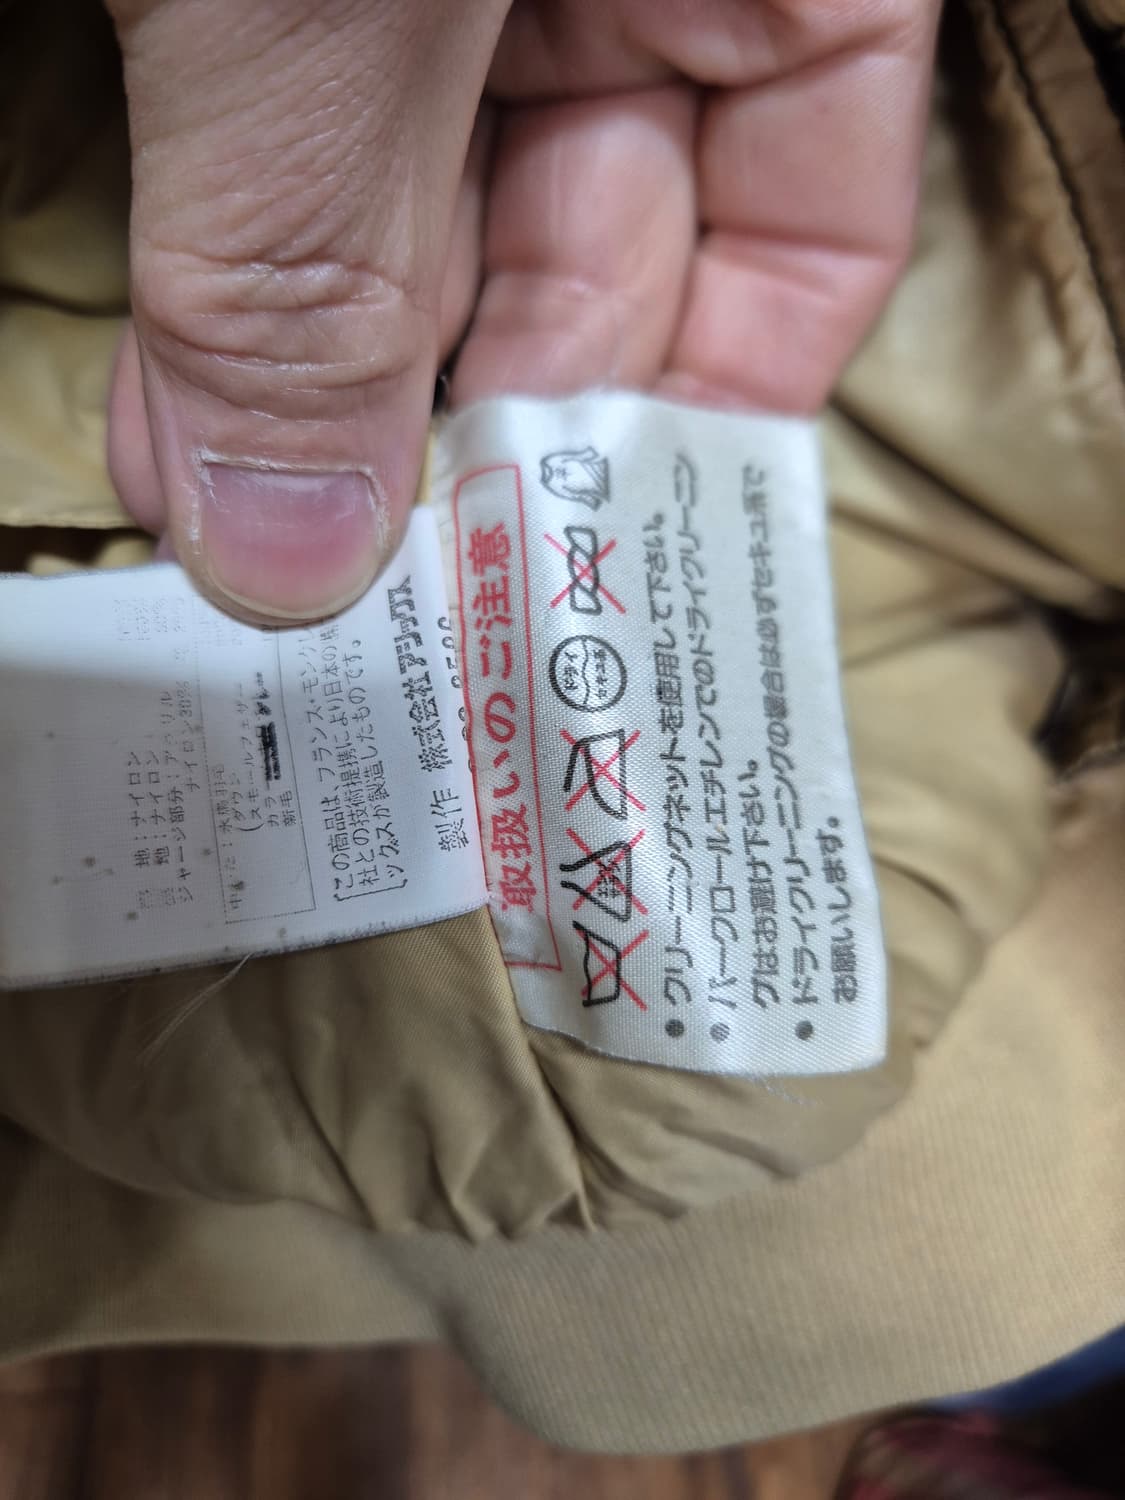 地：ナイロン
地：ナイロン
ジャージ部分：アクリル
ナイロン30%
中わた：水鳥羽毛
(ダウン
スモールフェザー
カラー
新毛
この商品は、フランス・モンクレ
社との技術提携により日本の
ックスが製造したものです。
製作 株式会社アシックス
取扱いのご注意
ドライ
セキユ系
● クリーニングネットを使用して下さい。
● パークロールエチレンでのドライクリーニン
グはお避け下さい。
● ドライクリーニングの場合は必ずセキユ系で
お願いします。